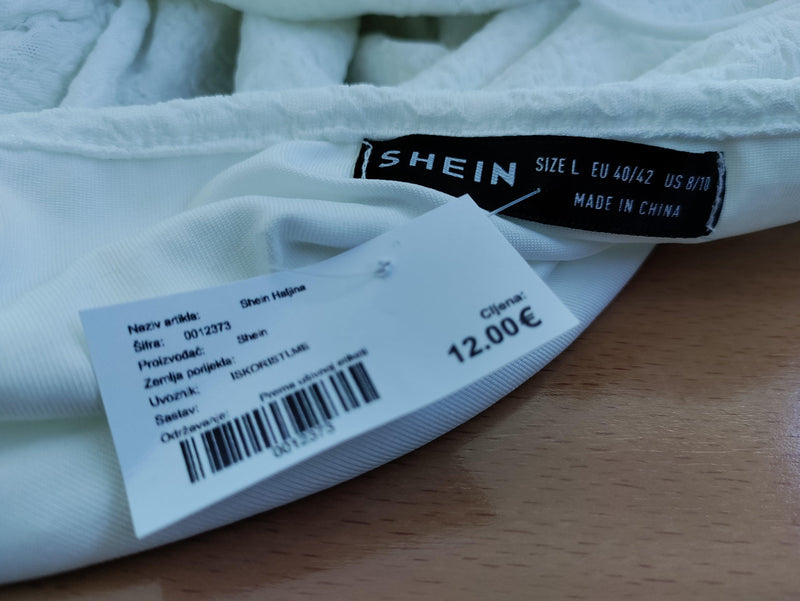 SHEIN
SIZE L EU 40/42 US 8/10
MADE IN CHINA
Naziv artikla: Shein Haljina
Šifra: 0012373
Proizvođač: Shein
Zemlja porijekla:
Uvoznik: ISKORISTI.ME
Sastav:
Održavanje: Prema ušivnoj etiketi
0012373
Cijena:
12.00€